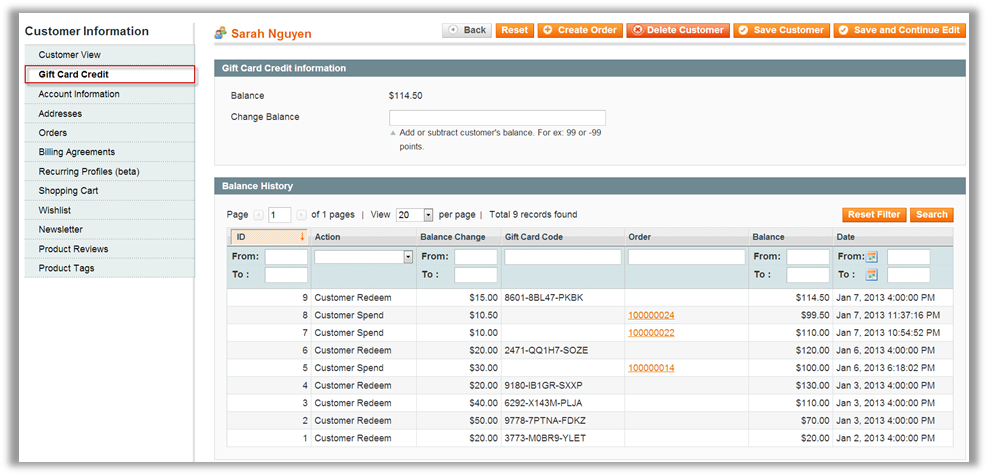 Customer Information
Customer View
Gift Card Credit
Account Information
Addresses
Orders
Billing Agreements
Recurring Profiles (beta)
Shopping Cart
Wishlist
Newsletter
Product Reviews
Product Tags
Sarah Nguyen
Back Reset Create Order Delete Customer Save Customer Save and Continue Edit
Gift Card Credit information
Balance $114.50
Change Balance
Add or subtract customer's balance. For ex: 99 or -99
points.
Balance History
Page 1 of 1 pages | View 20 per page | Total 9 records found Reset Filter Search
ID Action Balance Change Gift Card Code Order Balance Date
From: From: From: From:
To : To : To : To :
9 Customer Redeem $15.00 8601-8BL47-PKBK $114.50 Jan 7, 2013 4:00:00 PM
8 Customer Spend $10.50 100000024 $99.50 Jan 7, 2013 11:37:16 PM
7 Customer Spend $10.00 100000022 $110.00 Jan 7, 2013 10:54:52 PM
6 Customer Redeem $20.00 2471-QQ1H7-SOZE $120.00 Jan 6, 2013 4:00:00 PM
5 Customer Spend $30.00 100000014 $100.00 Jan 6, 2013 6:18:02 PM
4 Customer Redeem $20.00 9180-IB1GR-SXXP $130.00 Jan 3, 2013 4:00:00 PM
3 Customer Redeem $40.00 6292-X143M-PLJA $110.00 Jan 3, 2013 4:00:00 PM
2 Customer Redeem $50.00 9778-7PTNA-FDKZ $70.00 Jan 3, 2013 4:00:00 PM
1 Customer Redeem $20.00 3773-M0BR9-YLET $20.00 Jan 2, 2013 4:00:00 PM